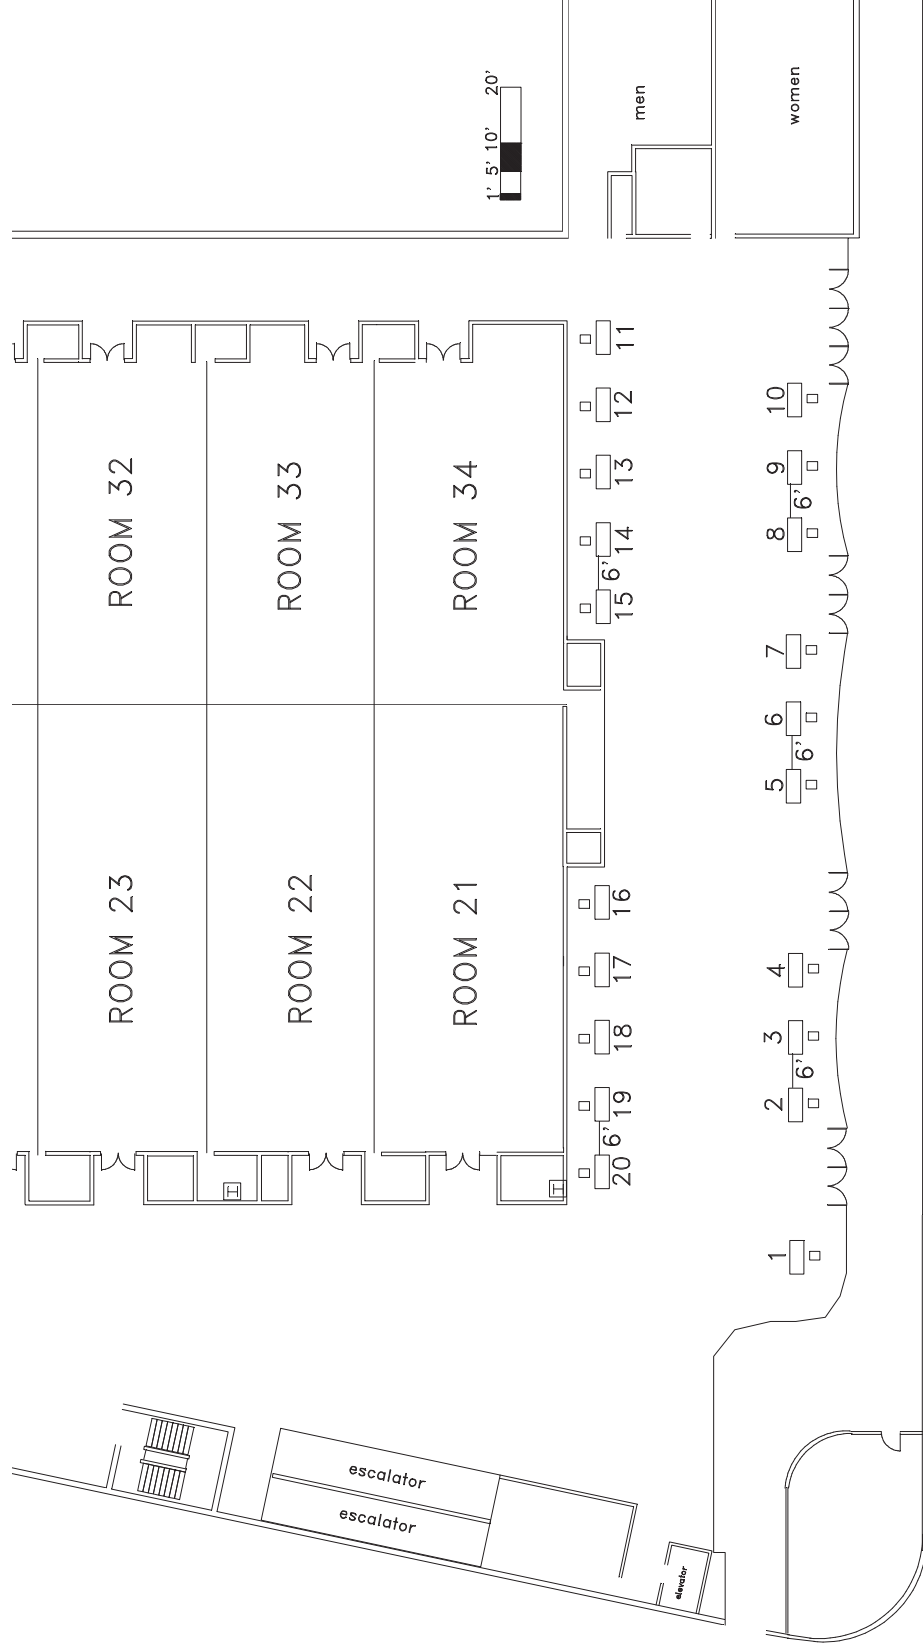 1' 5' 10' 20'
men
women
ROOM 32
ROOM 33
ROOM 34
11
12
13
14
6'
15
10
9
6'
8
7
6
6'
5
ROOM 23
ROOM 22
ROOM 21
16
17
18
19
6'
20
4
3
6'
2
1
escalator
escalator
elevator